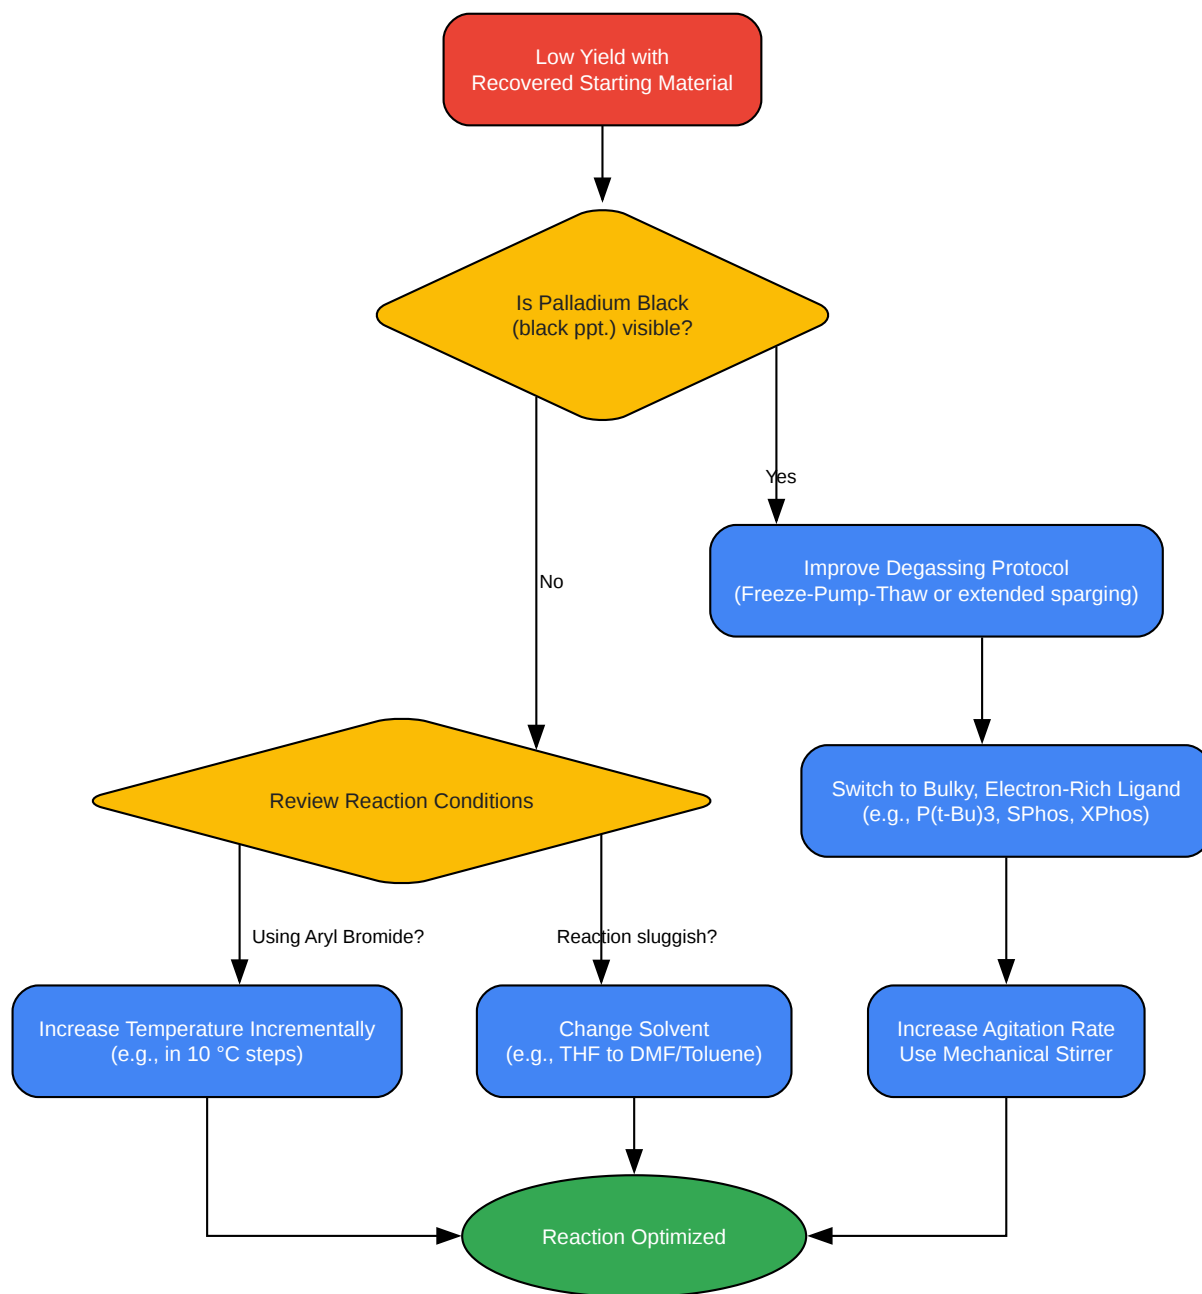 Low Yield with
Recovered Starting Material
Is Palladium Black
(black ppt.) visible?
Yes
Improve Degassing Protocol
(Freeze-Pump-Thaw or extended sparging)
No
Review Reaction Conditions
Switch to Bulky, Electron-Rich Ligand
(e.g., P(t-Bu)3, SPhos, XPhos)
Using Aryl Bromide?
Reaction sluggish?
Increase Temperature Incrementally
(e.g., in 10 °C steps)
Change Solvent
(e.g., THF to DMF/Toluene)
Increase Agitation Rate
Use Mechanical Stirrer
Reaction Optimized